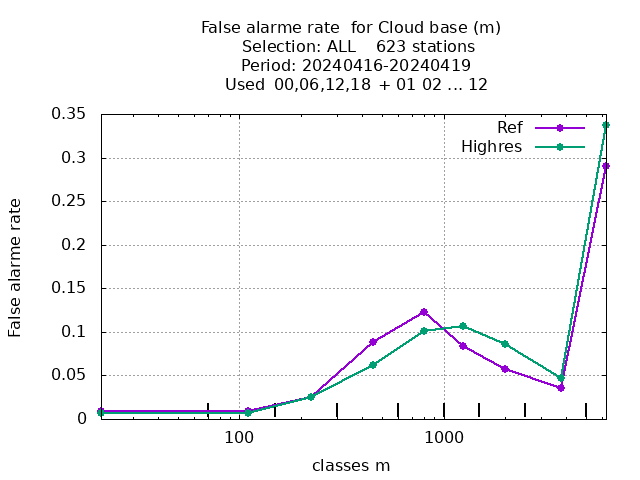 False alarme rate  for Cloud base (m)
Selection: ALL    623 stations
Period: 20240416-20240419
Used  00,06,12,18 + 01 02 ... 12
Ref
Highres
0.35
0.3
0.25
0.2
0.15
0.1
0.05
0
False alarme rate
100
1000
classes m